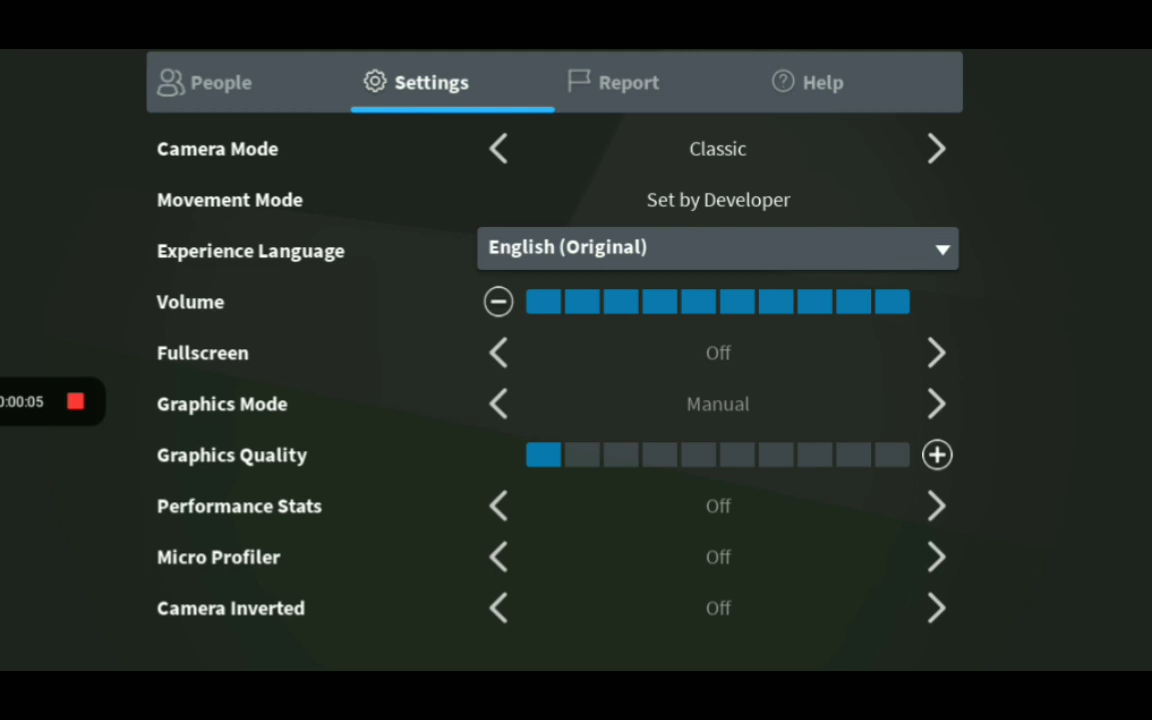 People Settings Report Help
Camera Mode Classic
Movement Mode Set by Developer
Experience Language English (Original)
Volume
Fullscreen Off
0:00:05
Graphics Mode Manual
Graphics Quality
Performance Stats Off
Micro Profiler Off
Camera Inverted Off